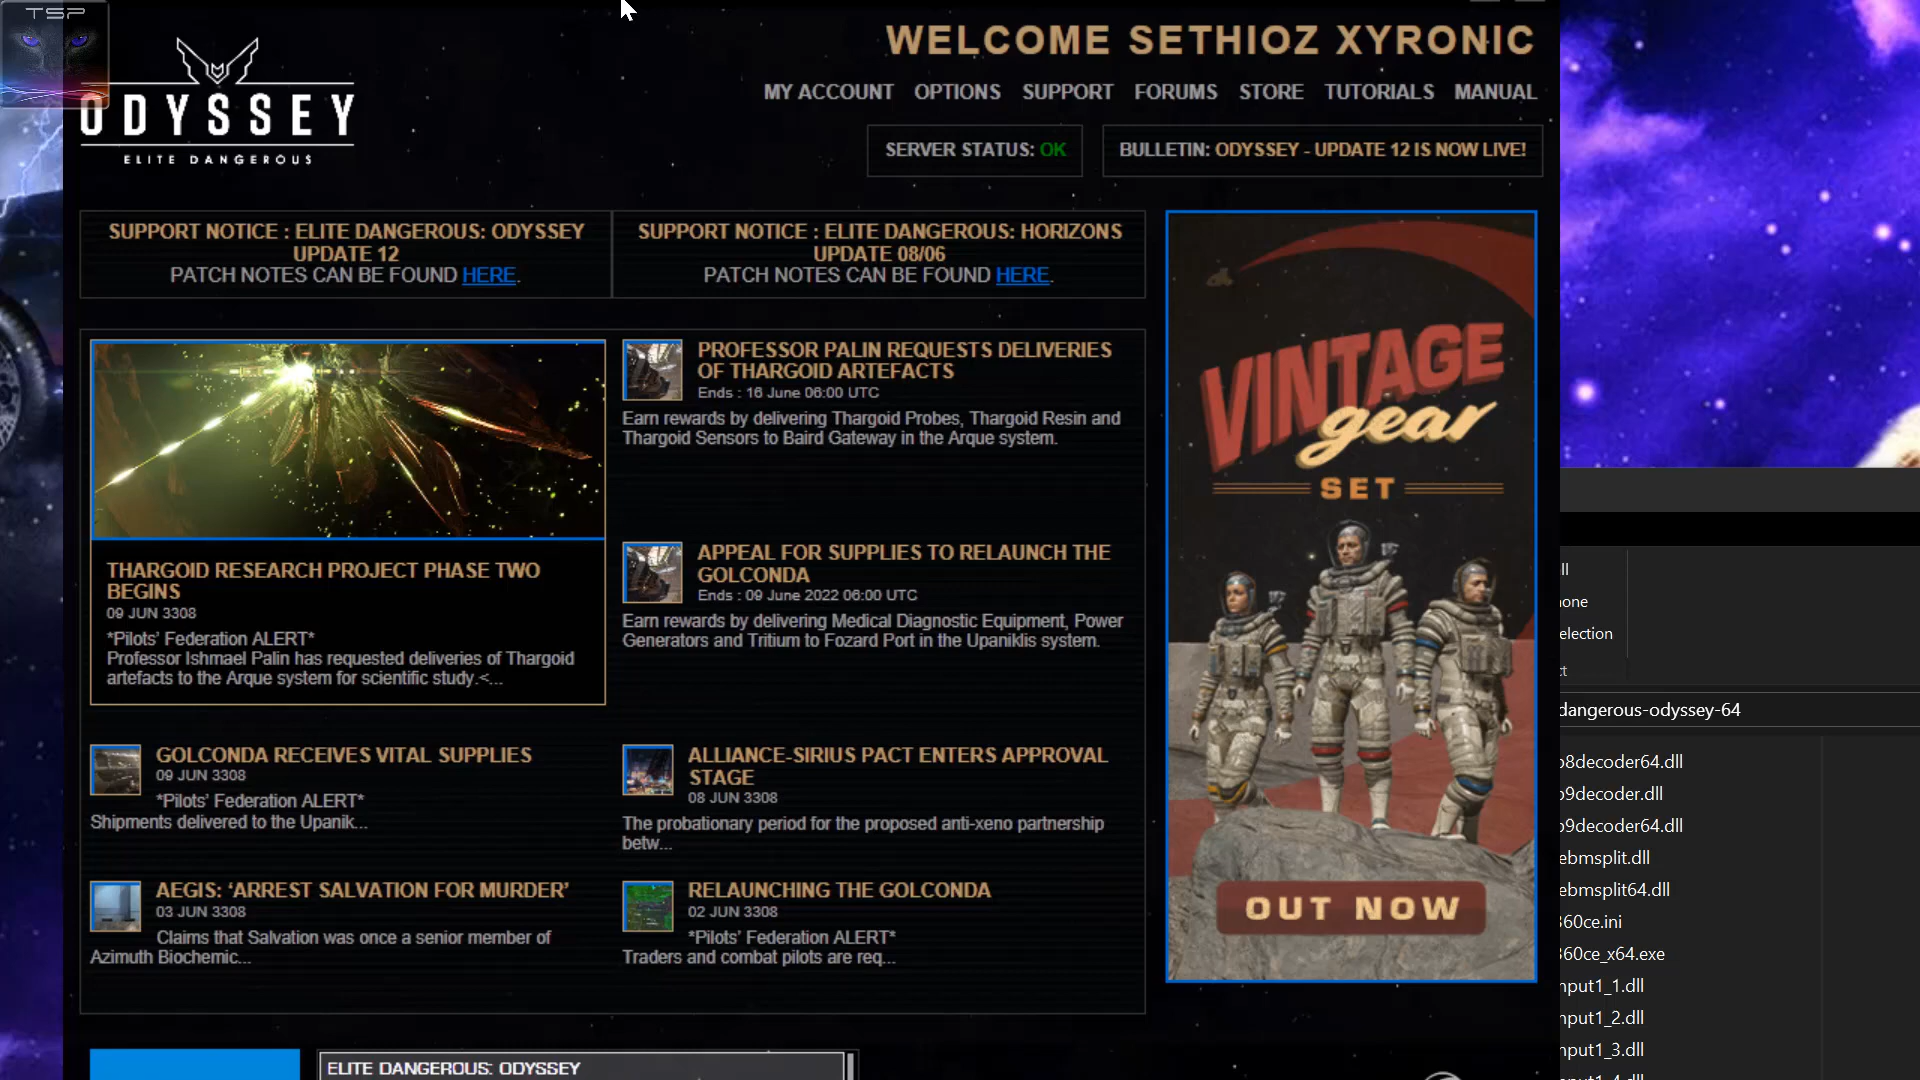 TSP
WELCOME SETHIOZ XYRONIC
ODYSSEY
ELITE DANGEROUS
MY ACCOUNT OPTIONS SUPPORT FORUMS STORE TUTORIALS MANUAL
SERVER STATUS: OK
BULLETIN: ODYSSEY - UPDATE 12 IS NOW LIVE!
SUPPORT NOTICE : ELITE DANGEROUS: ODYSSEY
UPDATE 12
PATCH NOTES CAN BE FOUND HERE.
SUPPORT NOTICE : ELITE DANGEROUS: HORIZONS
UPDATE 08/06
PATCH NOTES CAN BE FOUND HERE.
THARGOID RESEARCH PROJECT PHASE TWO
BEGINS
09 JUN 3308
*Pilots' Federation ALERT*
Professor Ishmael Palin has requested deliveries of Thargoid
artefacts to the Arque system for scientific study.<...
PROFESSOR PALIN REQUESTS DELIVERIES
OF THARGOID ARTEFACTS
Ends : 16 June 06:00 UTC
Earn rewards by delivering Thargoid Probes, Thargoid Resin and
Thargoid Sensors to Baird Gateway in the Arque system.
APPEAL FOR SUPPLIES TO RELAUNCH THE
GOLCONDA
Ends : 09 June 2022 06:00 UTC
Earn rewards by delivering Medical Diagnostic Equipment, Power
Generators and Tritium to Fozard Port in the Upaniklis system.
GOLCONDA RECEIVES VITAL SUPPLIES
09 JUN 3308
*Pilots' Federation ALERT*
Shipments delivered to the Upanik...
ALLIANCE-SIRIUS PACT ENTERS APPROVAL
STAGE
08 JUN 3308
The probationary period for the proposed anti-xeno partnership
betw...
AEGIS: ‘ARREST SALVATION FOR MURDER’
03 JUN 3308
Claims that Salvation was once a senior member of
Azimuth Biochemic...
RELAUNCHING THE GOLCONDA
02 JUN 3308
*Pilots' Federation ALERT*
Traders and combat pilots are req...
VINTAGE
gear
SET
OUT NOW
ELITE DANGEROUS: ODYSSEY
ll
one
election
ct
dangerous-odyssey-64
p8decoder64.dll
p9decoder.dll
p9decoder64.dll
ebmsplit.dll
ebmsplit64.dll
360ce.ini
360ce_x64.exe
nput1_1.dll
nput1_2.dll
nput1_3.dll